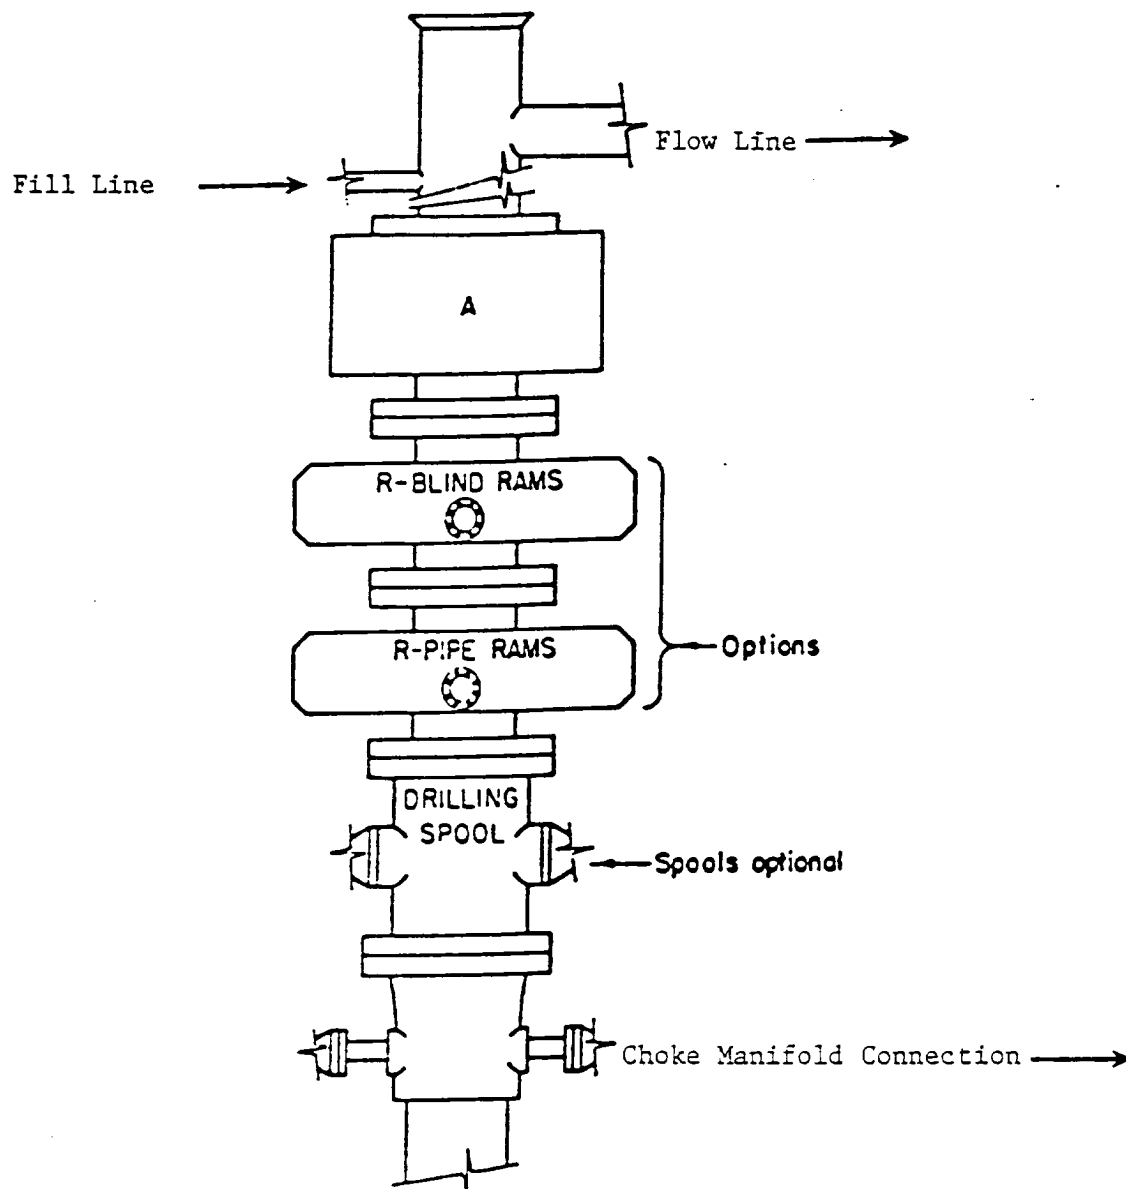 Flow Line
Fill Line
A
R-BLIND RAMS
R-PIPE RAMS
Options
DRILLING
SPOOL
Spools optional
Choke Manifold Connection